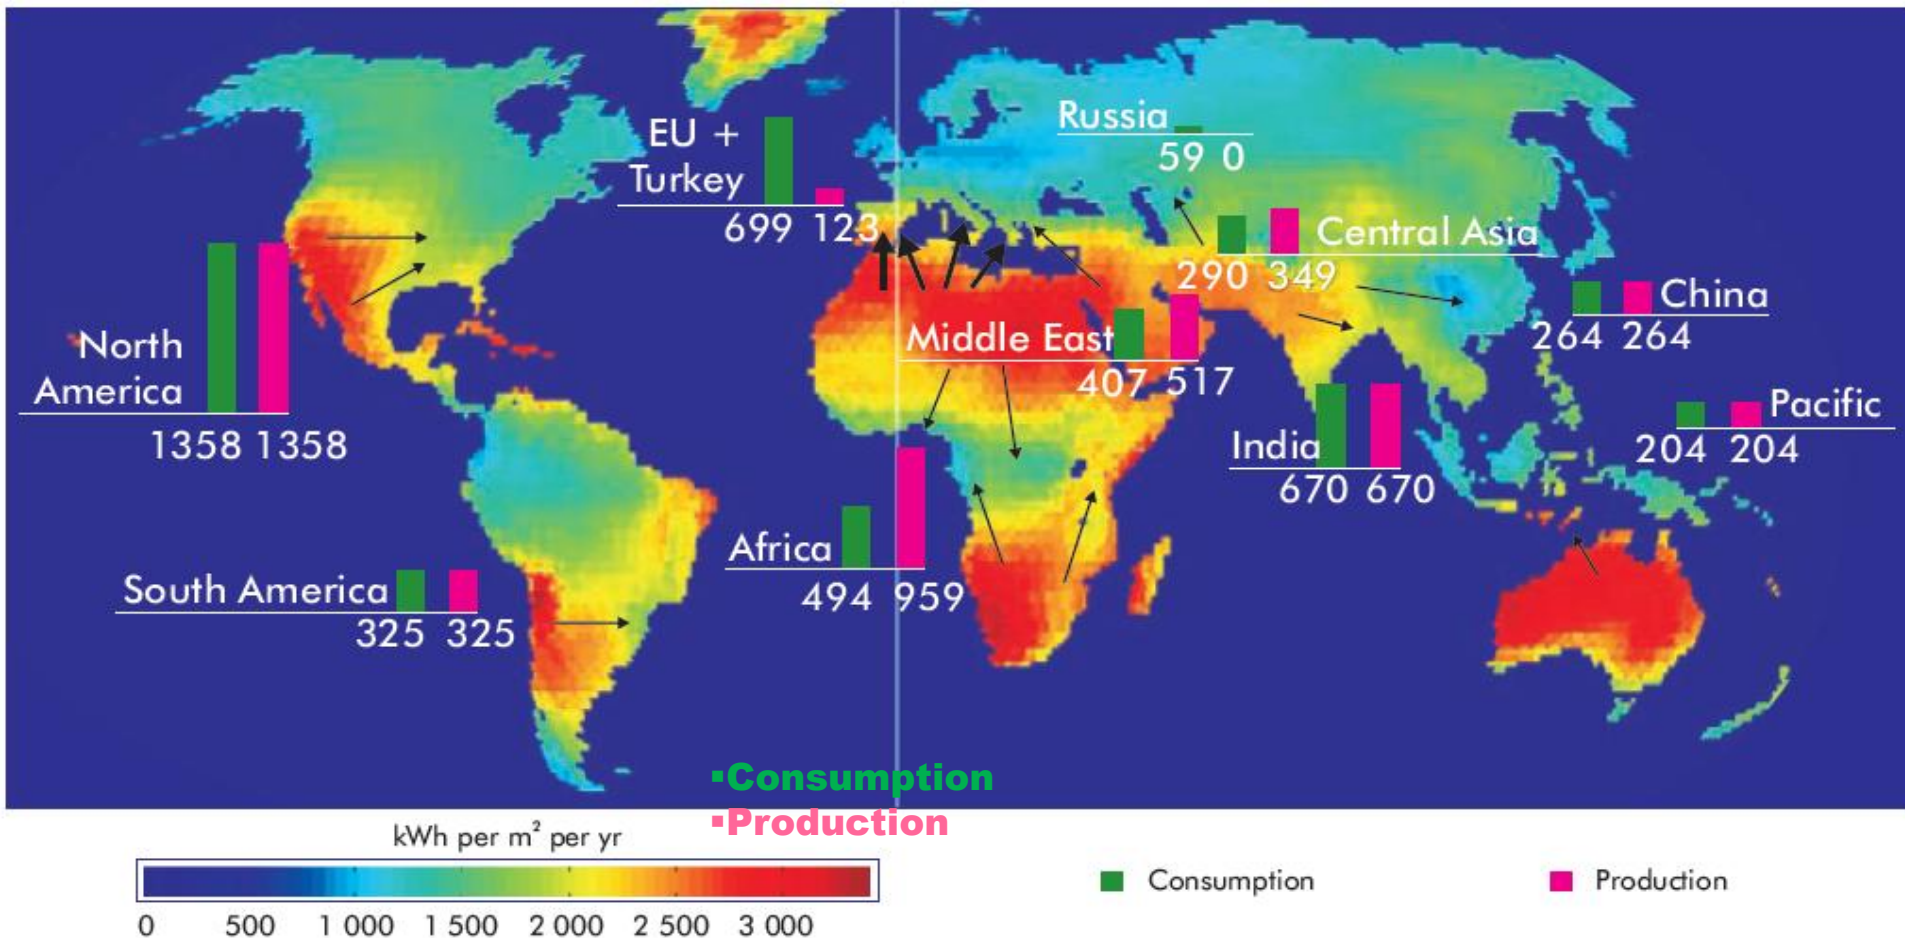 EU +
Turkey
699 123
Russia
59 0
Central Asia
290 349
China
264 264
North
America
1358 1358
Middle East
407 517
Pacific
204 204
India
670 670
Africa
494 959
South America
325 325
▪Consumption
▪Production
kWh per m² per yr
0 500 1 000 1 500 2 000 2 500 3 000
Consumption
Production